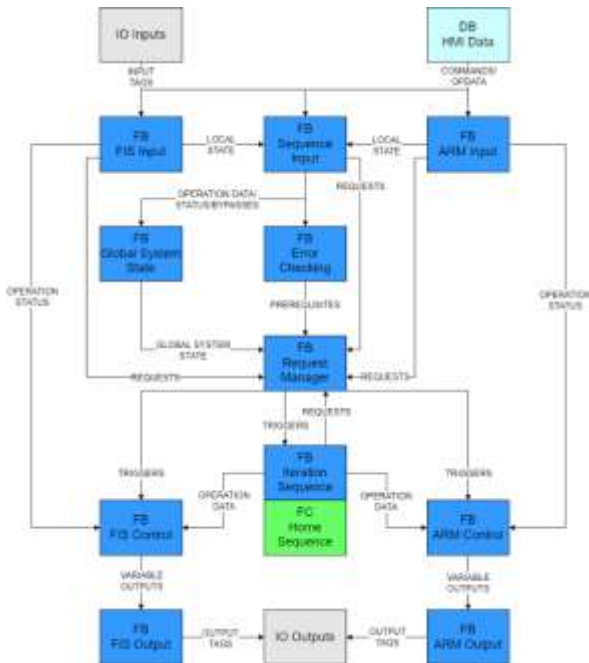 IO Inputs
DB
HMI Data
INPUT
TAGS
COMMANDS/
OPDATA
FB
FIS Input
LOCAL
STATE
FB
Sequence
Input
LOCAL
STATE
FB
ARM Input
REQUESTS
OPERATION DATA/
STATUS/BYPASSES
FB
Global System
State
FB
Error
Checking
OPERATION
STATUS
OPERATION
STATUS
PREREQUISITES
GLOBAL SYSTEM
STATE
FB
Request
Manager
REQUESTS
REQUESTS
TRIGGERS
REQUESTS
TRIGGERS
TRIGGERS
FB
Iteration
Sequence
OPERATION
DATA
OPERATION
DATA
FB
FIS Control
FC
Home
Sequence
FB
ARM Control
VARIABLE
OUTPUTS
VARIABLE
OUTPUTS
FB
FIS Output
OUTPUT
TAGS
IO Outputs
OUTPUT
TAGS
FB
ARM Output